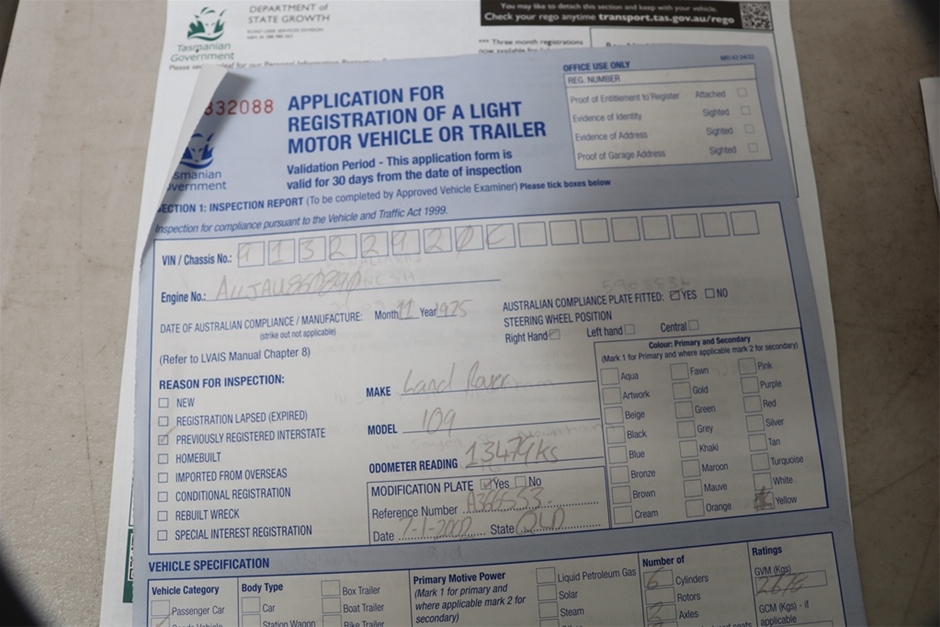 Tasmanian
Government
DEPARTMENT OF
STATE GROWTH
You may like to detach this section and keep with your vehicle.
Check your rego anytime transport.tas.gov.au/rego
*** Three month registrations
32088
APPLICATION FOR
REGISTRATION OF A LIGHT
MOTOR VEHICLE OR TRAILER
Validation Period - This application form is
valid for 30 days from the date of inspection
smanian
vernment
OFFICE USE ONLY
REG. NUMBER
Proof of Entitlement to Register Attached
Evidence of Identity Sighted
Evidence of Address Sighted
Proof of Garage Address Sighted
SECTION 1: INSPECTION REPORT (To be completed by Approved Vehicle Examiner) Please tick boxes below
Inspection for compliance pursuant to the Vehicle and Traffic Act 1999.
VIN / Chassis No.:
Engine No.:
DATE OF AUSTRALIAN COMPLIANCE / MANUFACTURE: Month 11 Year 1975
(strike out not applicable)
(Refer to LVAIS Manual Chapter 8)
AUSTRALIAN COMPLIANCE PLATE FITTED: YES NO
STEERING WHEEL POSITION
Right Hand Left hand Central
REASON FOR INSPECTION:
NEW
REGISTRATION LAPSED (EXPIRED)
PREVIOUSLY REGISTERED INTERSTATE
HOMEBUILT
IMPORTED FROM OVERSEAS
CONDITIONAL REGISTRATION
REBUILT WRECK
SPECIAL INTEREST REGISTRATION
MAKE Land Rover
MODEL 109
ODOMETER READING 13479 Ks
MODIFICATION PLATE Yes No
Reference Number
Date 7-1-2002 State QLD
Colour: Primary and Secondary
(Mark 1 for Primary and where applicable mark 2 for secondary)
Aqua Fawn Pink
Artwork Gold Purple
Beige Green Red
Black Grey Silver
Blue Khaki Tan
Bronze Maroon Turquoise
Brown Mauve White
Cream Orange Yellow
VEHICLE SPECIFICATION
Vehicle Category
Passenger Car
Body Type
Car
Station Wagon
Box Trailer
Boat Trailer
Bike Trailer
Primary Motive Power
(Mark 1 for primary and
where applicable mark 2 for
secondary)
Liquid Petroleum Gas
Solar
Steam
Number of
6 Cylinders
Rotors
Axles
Ratings
GVM (Kgs)
GCM (Kgs) - if
applicable